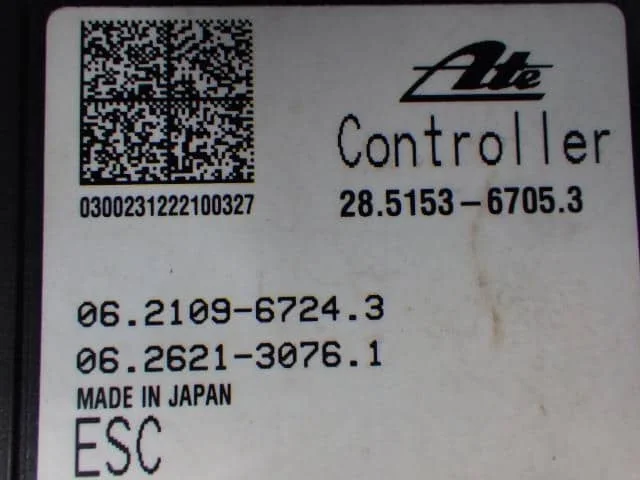 Ate
Controller
0300231222100327
28.5153-6705.3
06.2109-6724.3
06.2621-3076.1
MADE IN JAPAN
ESC